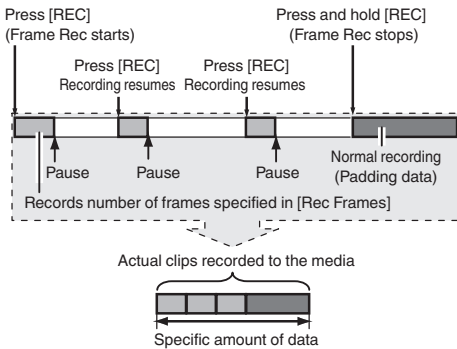 Press [REC]
(Frame Rec starts)
Press and hold [REC]
(Frame Rec stops)
Press [REC]
Recording resumes
Press [REC]
Recording resumes
Pause
Pause
Pause
Normal recording
(Padding data)
Records number of frames specified in [Rec Frames]
Actual clips recorded to the media
Specific amount of data